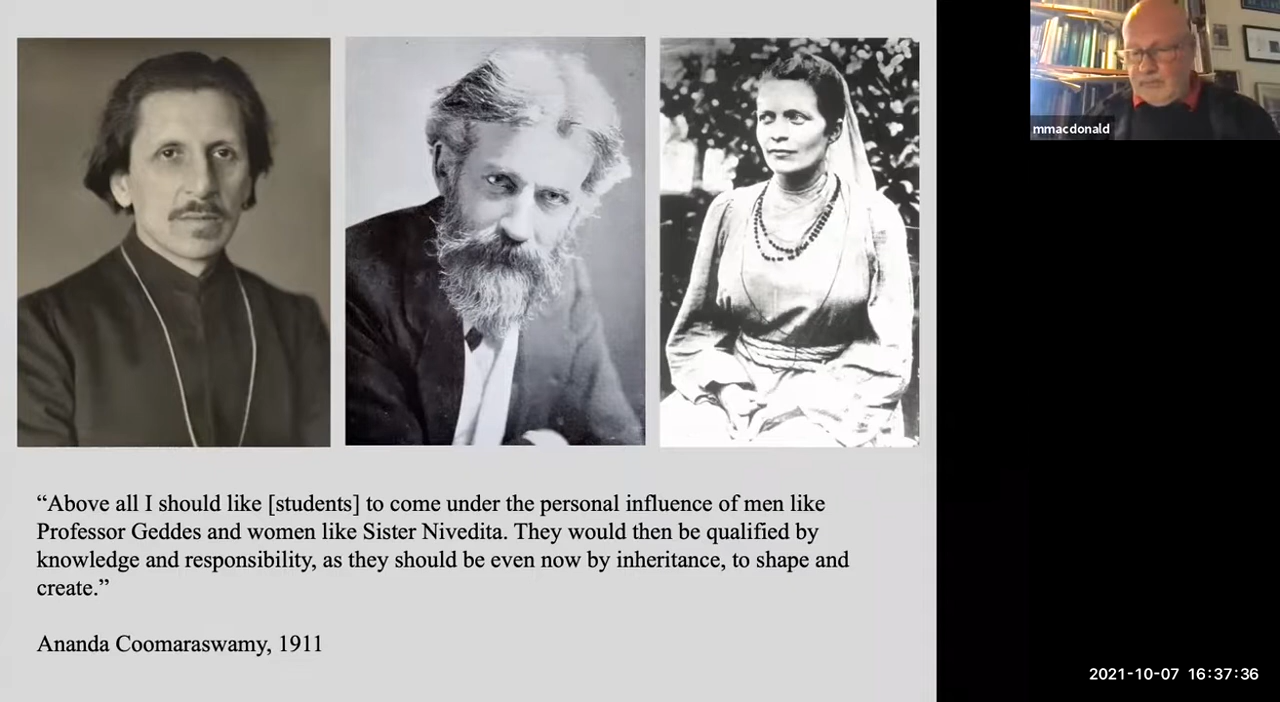 mmacdonald
“Above all I should like [students] to come under the personal influence of men like
Professor Geddes and women like Sister Nivedita. They would then be qualified by
knowledge and responsibility, as they should be even now by inheritance, to shape and
create.”
Ananda Coomaraswamy, 1911
2021-10-07 16:37:36